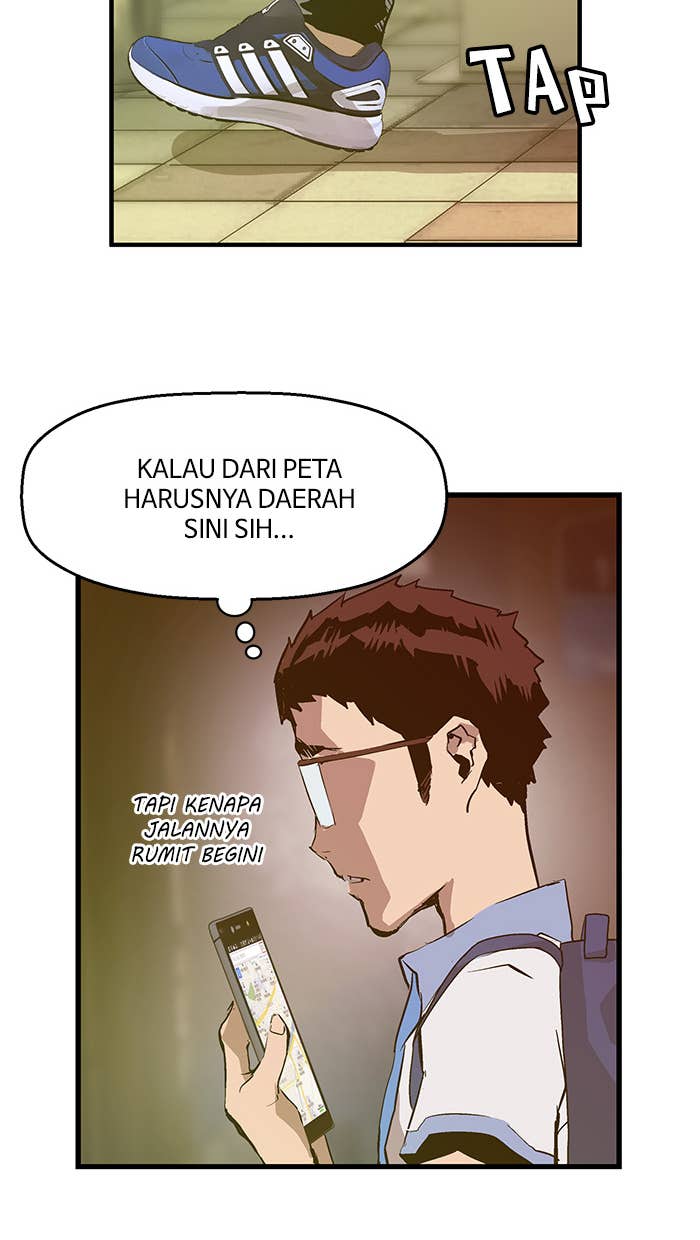 TAP
KALAU DARI PETA
HARUSNYA DAERAH
SINI SIH...
TAPI KENAPA
JALANNYA
RUMIT BEGINI